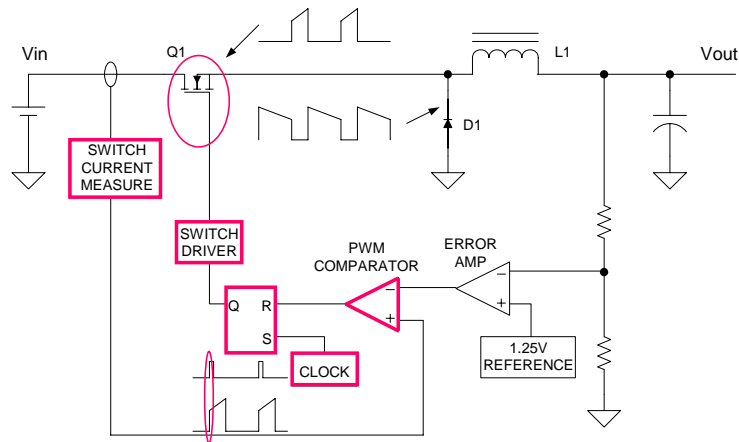 Q1
Vin
L1
Vout
D1
SWITCH
CURRENT
MEASURE
SWITCH
DRIVER
PWM
COMPARATOR
ERROR
AMP
Q
R
S
−
+
−
+
1.25V
REFERENCE
CLOCK